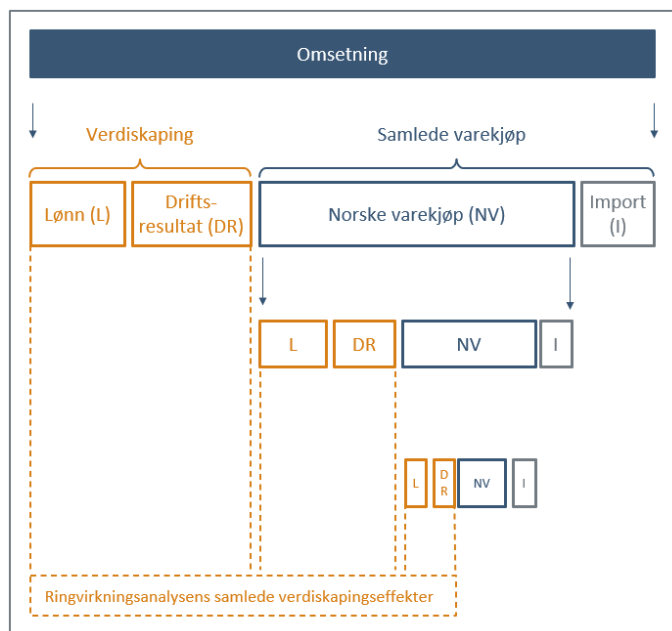 Omsetning
Verdiskaping
Samlede varekjøp
Lønn (L)
Drifts-
resultat (DR)
Norske varekjøp (NV)
Import
(I)
L
DR
NV
I
L
D
R
NV
I
Ringvirkningsanalysens samlede verdiskapingseffekter